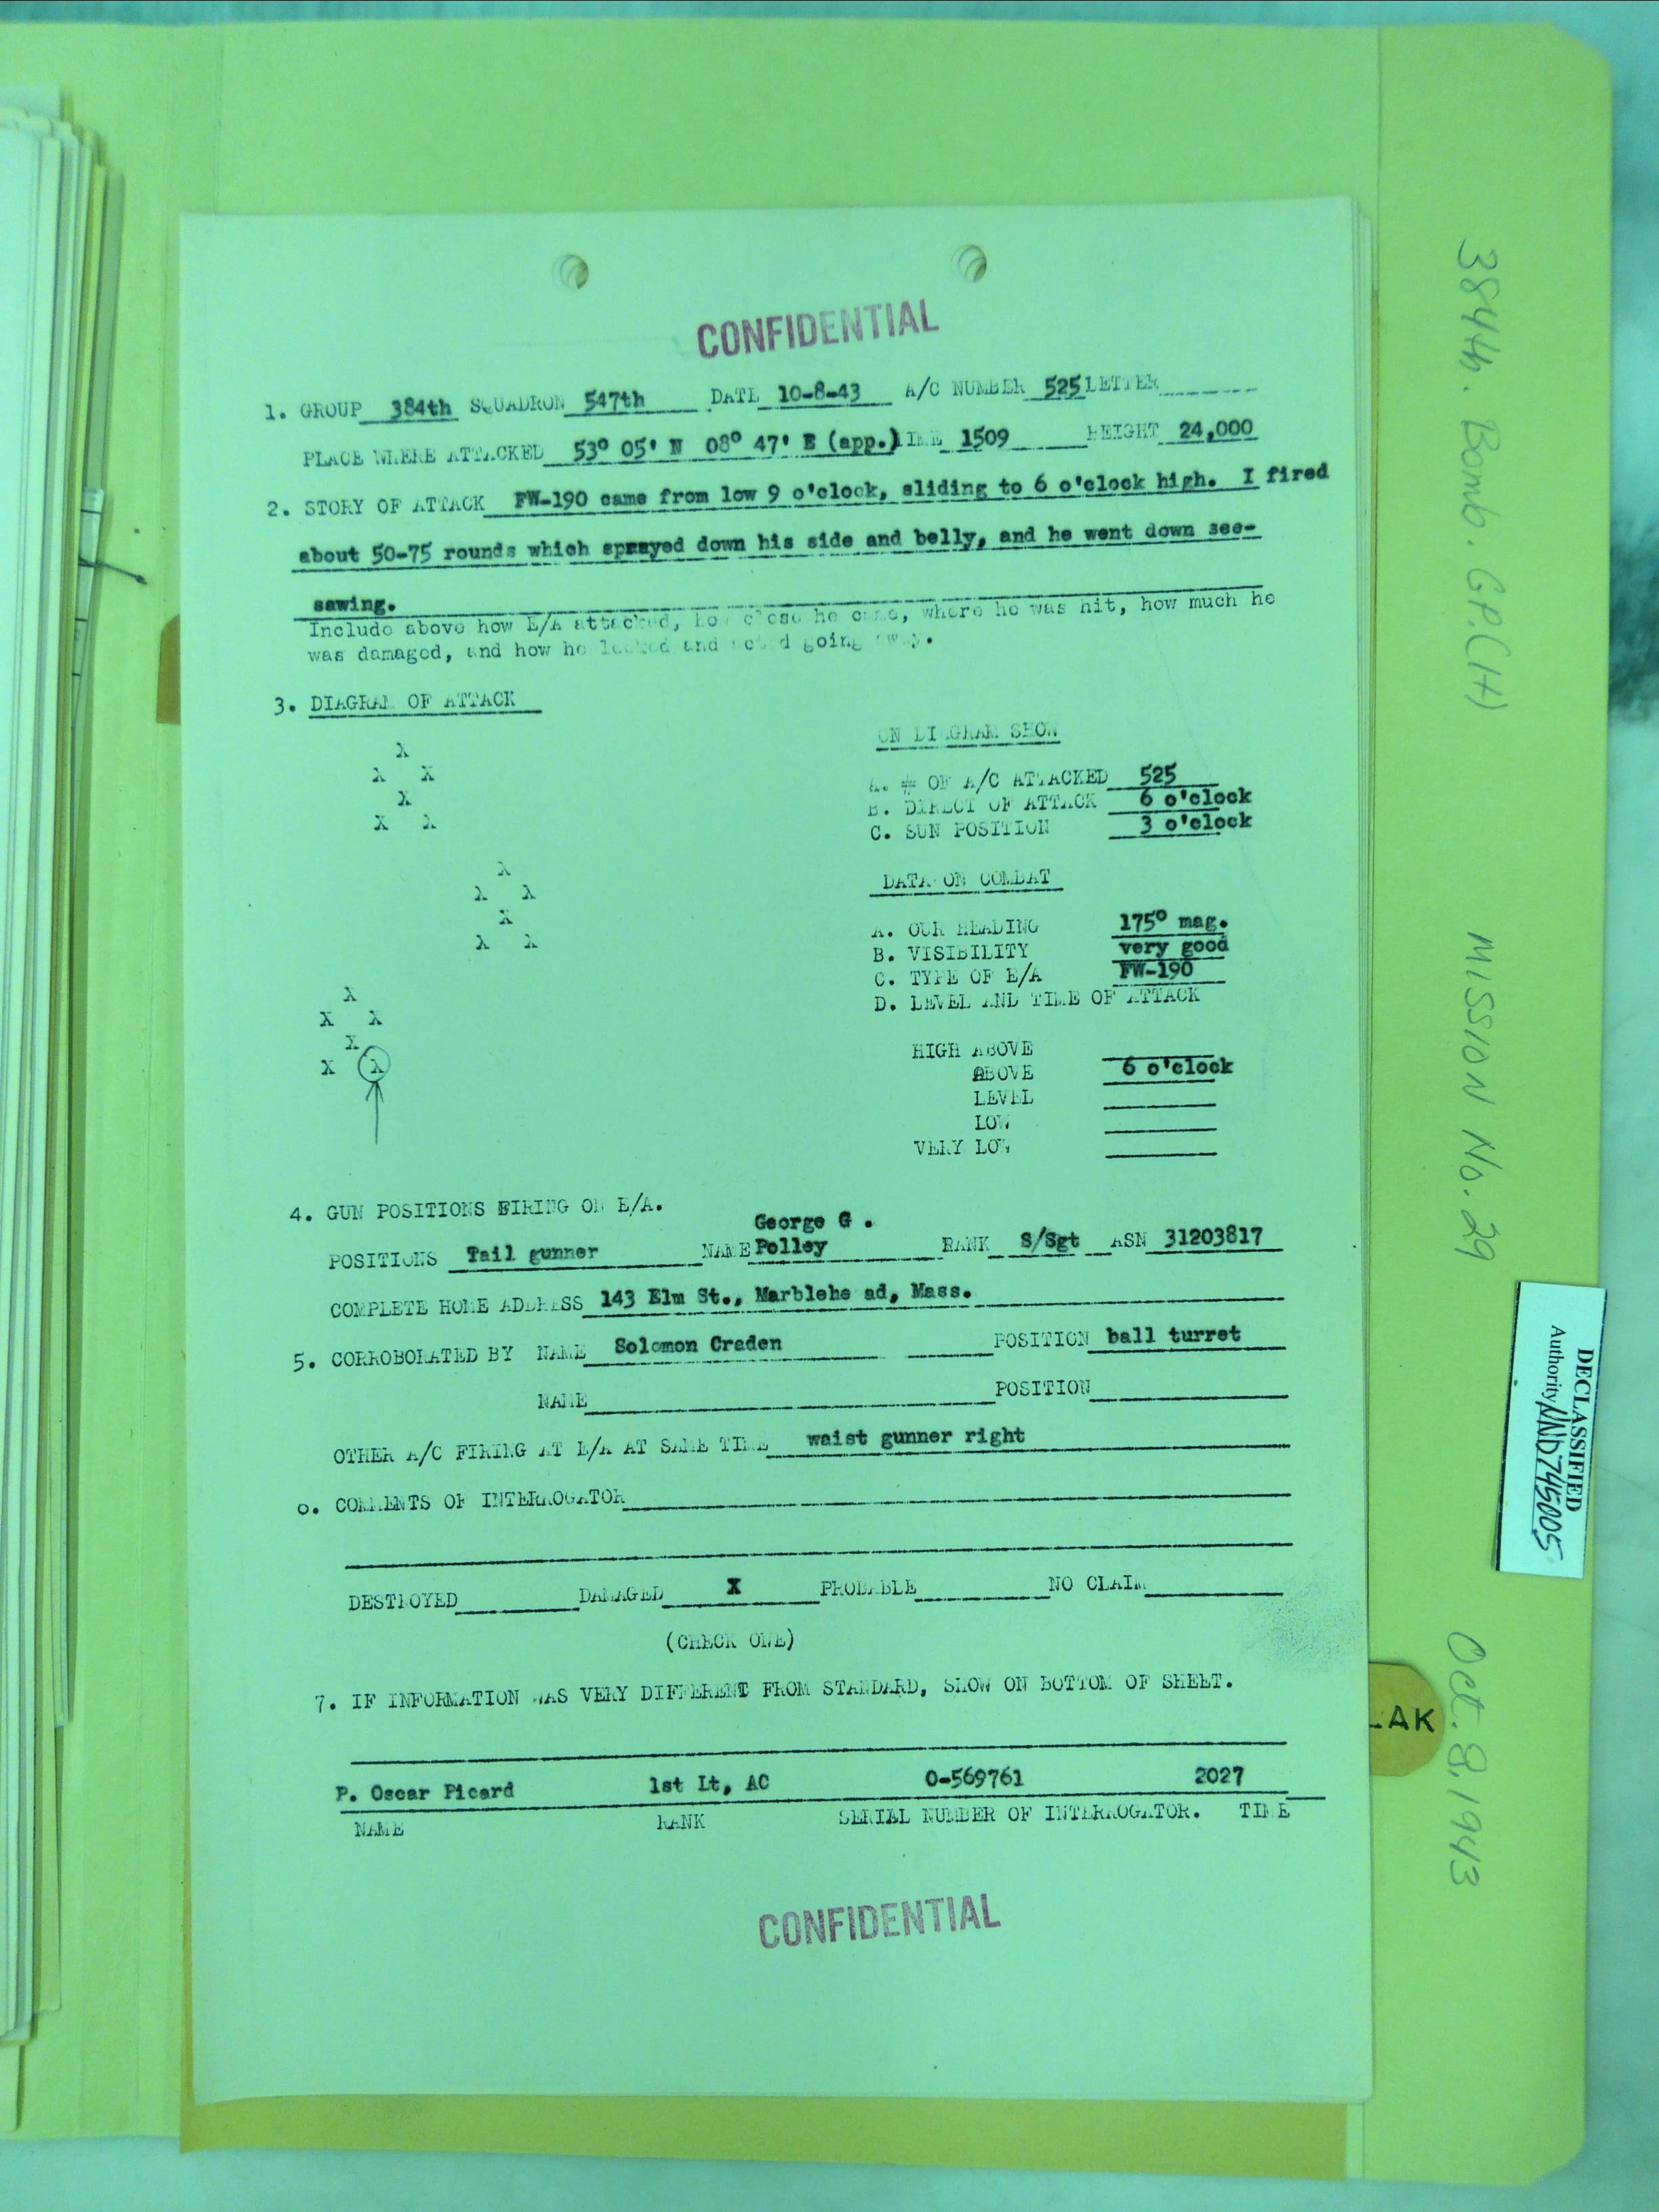 CONFIDENTIAL
1. GROUP 384th SQUADRON 547th DATE 10-8-43 A/C NUMBER 525 LETTER
PLACE WHERE ATTACKED 53° 05' N 08° 47' E (app.) TIME 1509 HEIGHT 24,000
2. STORY OF ATTACK FW-190 came from low 9 o'clock, sliding to 6 o'clock high. I fired
about 50-75 rounds which sprayed down his side and belly, and he went down see-
sawing.
Include above how E/A attacked, how close he came, where he was hit, how much he
was damaged, and how he looked and acted going away.
3. DIAGRAM OF ATTACK
ON DIAGRAM SHOW
X
X X
X
X X
A. # OF A/C ATTACKED 525
B. DIRECT OF ATTACK 6 o'clock
C. SUN POSITION 3 o'clock
X
X X
X
X X
DATA ON COMBAT
A. OUR HEADING 175° mag.
B. VISIBILITY very good
C. TYPE OF E/A FW-190
D. LEVEL AND TIME OF ATTACK
X
X X
X
X X
HIGH ABOVE
ABOVE 6 o'clock
LEVEL
LOW
VERY LOW
4. GUN POSITIONS FIRING ON E/A.
George G .
POSITIONS Tail gunner NAME Polley RANK S/Sgt ASN 31203817
COMPLETE HOME ADDRESS 143 Elm St., Marblehe ad, Mass.
5. CORROBORATED BY NAME Solomon Craden POSITION ball turret
NAME POSITION
OTHER A/C FIRING AT E/A AT SAME TIME waist gunner right
6. COMMENTS OF INTERROGATOR
DESTROYED DAMAGED X PROBABLE NO CLAIM
(CHECK ONE)
7. IF INFORMATION WAS VERY DIFFERENT FROM STANDARD, SHOW ON BOTTOM OF SHEET.
P. Oscar Picard 1st Lt, AC O-569761 2027
NAME RANK SERIAL NUMBER OF INTERROGATOR. TIME
CONFIDENTIAL
384th. Bomb. GP.(H) MISSION No. 29 Oct. 8, 1943
DECLASSIFIED
Authority NND745005
LAK